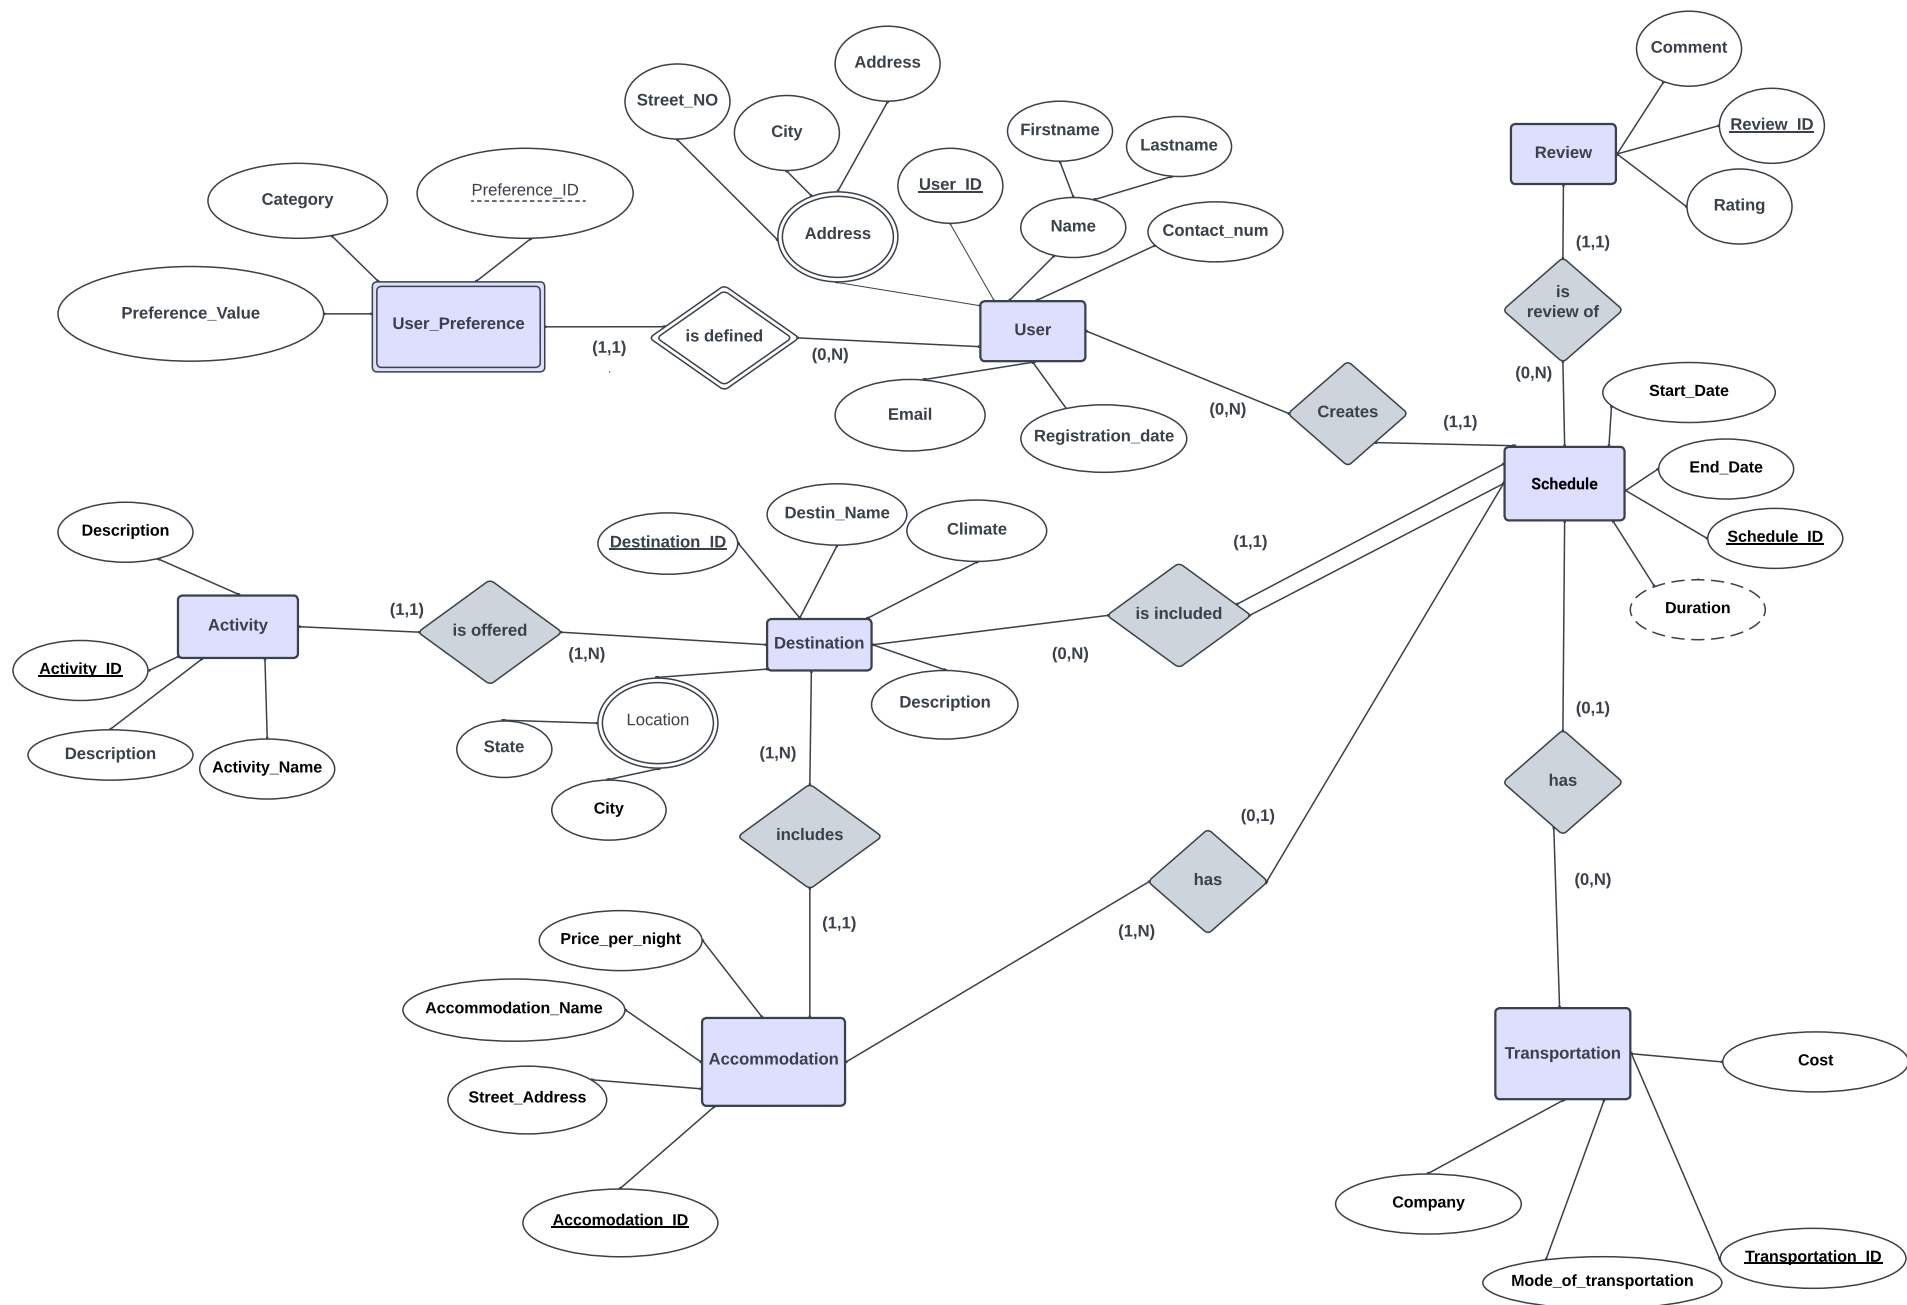 Comment
Address
Street_NO
City
Firstname
Lastname
Review_ID
Review
Category
Preference_ID
User_ID
Rating
Address
Name
Contact_num
(1,1)
is
review of
Preference_Value
User_Preference
(1,1)
.
is defined
(0,N)
User
(0,N)
Email
Registration_date
(0,N)
Creates
(1,1)
Start_Date
End_Date
Schedule
Schedule_ID
Duration
Description
Destination_ID
Destin_Name
Climate
(1,1)
Activity
(1,1)
is offered
(1,N)
Destination
is included
(0,N)
Activity_ID
Description
Activity_Name
State
Location
City
Description
(0,1)
(1,N)
has
includes
(0,1)
has
(0,N)
(1,1)
(1,N)
Price_per_night
Accommodation_Name
Accommodation
Street_Address
Accomodation_ID
Transportation
Cost
Company
Transportation_ID
Mode_of_transportation